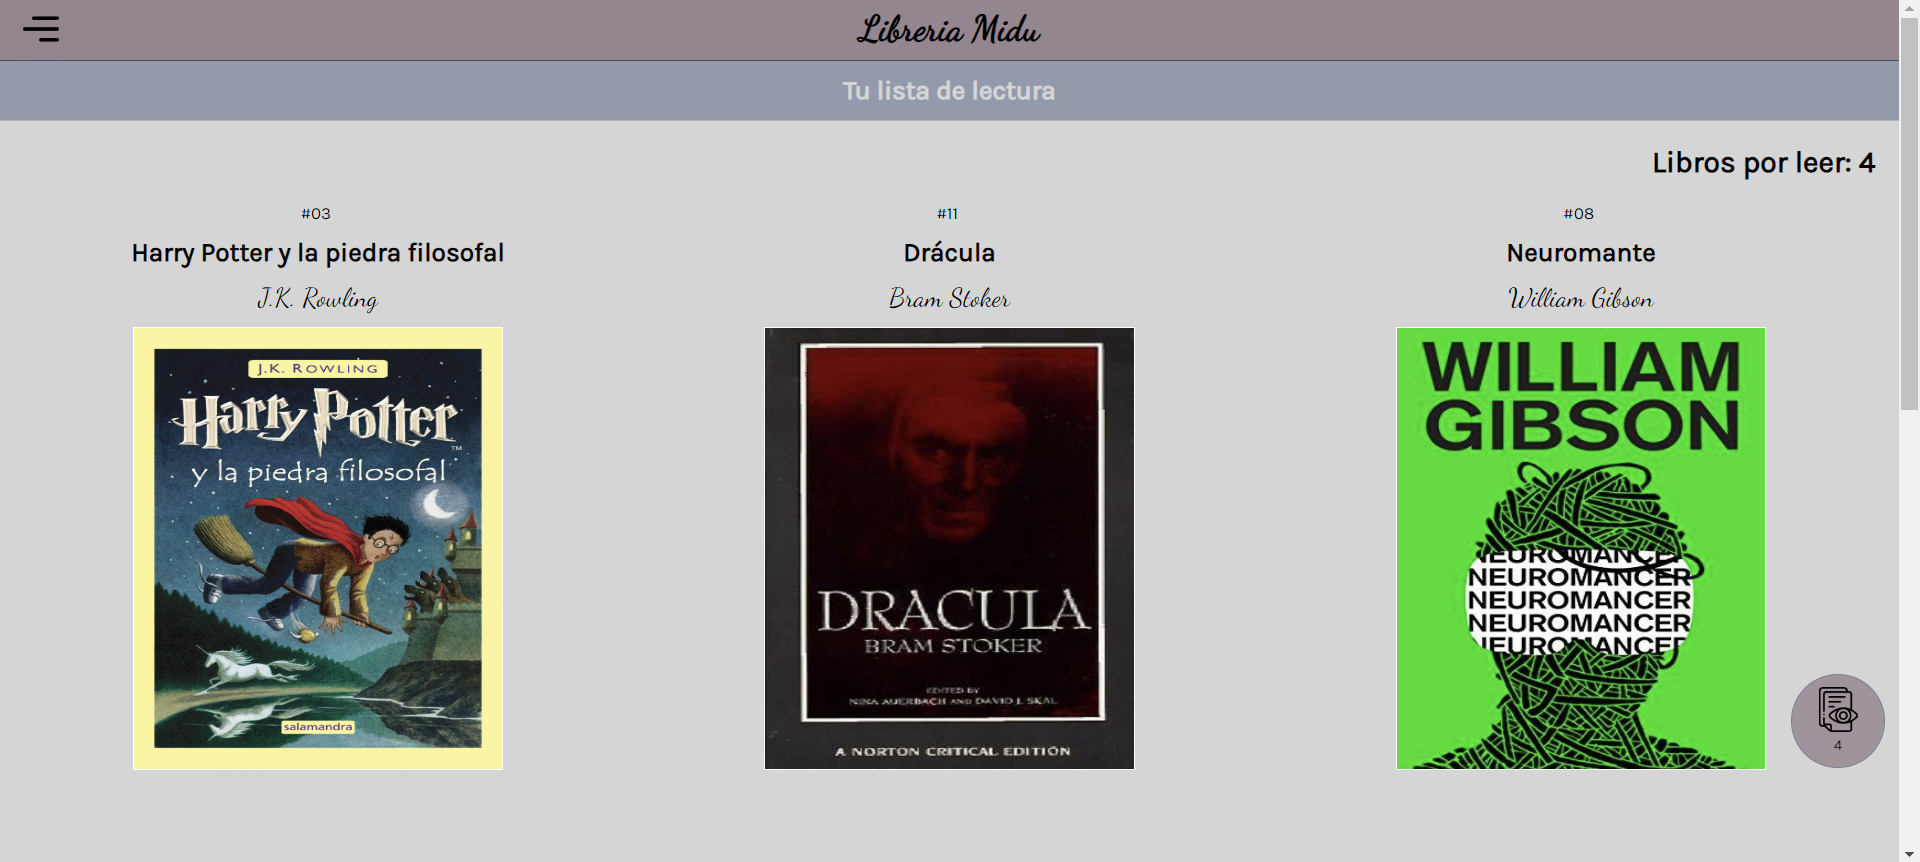 Libreria Midu
Tu lista de lectura
Libros por leer: 4
#03
Harry Potter y la piedra filosofal
J.K. Rowling
J.K. ROWLING
Harry Potter
TM
y la piedra filosofal
salamandra
#11
Drácula
Bram Stoker
DRACULA
BRAM STOKER
EDITED BY
NINA AUERBACH AND DAVID J. SKAL
A NORTON CRITICAL EDITION
#08
Neuromante
William Gibson
WILLIAM
GIBSON
NEUROMANCER
NEUROMANCER
NEUROMANCER
NEUROMANCER
NEUROMANCER
4